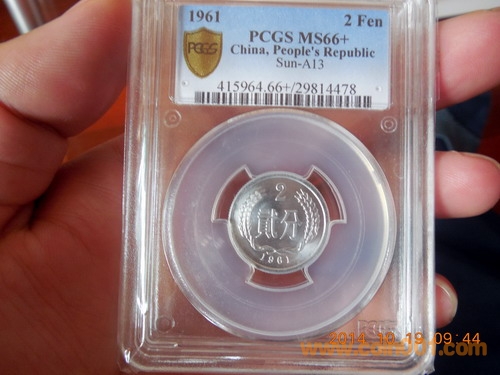 1961 2 Fen
PCGS PCGS MS66+
China, People's Republic
Sun-A13
415964.66+/29814478
2
贰分
1961
2014.10.19 09:44